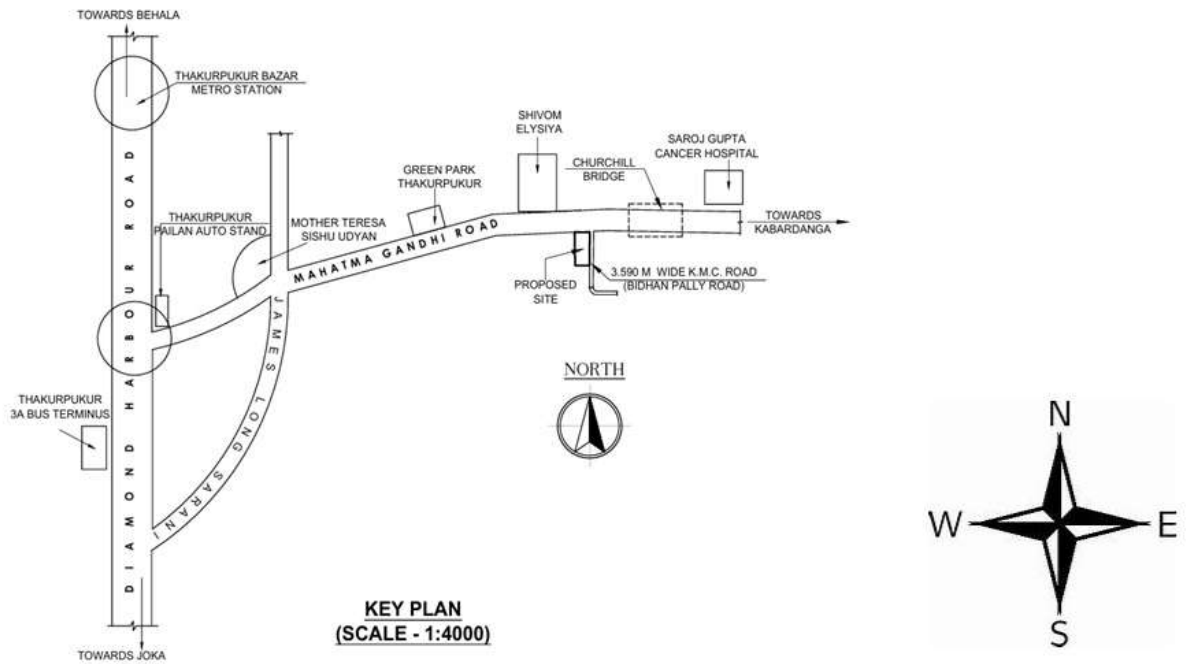 TOWARDS BEHALA
THAKURPUKUR BAZAR
METRO STATION
SHIVOM
ELYSIYA
SAROJ GUPTA
CANCER HOSPITAL
CHURCHILL
BRIDGE
GREEN PARK
THAKURPUKUR
THAKURPUKUR
PAILAN AUTO STAND
MOTHER TERESA
SISHU UDYAN
MAHATMA GANDHI ROAD
TOWARDS
KABARDANGA
PROPOSED
SITE
3.590 M WIDE K.M.C. ROAD
(BIDHAN PALLY ROAD)
DIAMOND HARBOUR ROAD
JAMES LONG SARANI
THAKURPUKUR
3A BUS TERMINUS
NORTH
N
W
E
S
KEY PLAN
(SCALE - 1:4000)
TOWARDS JOKA